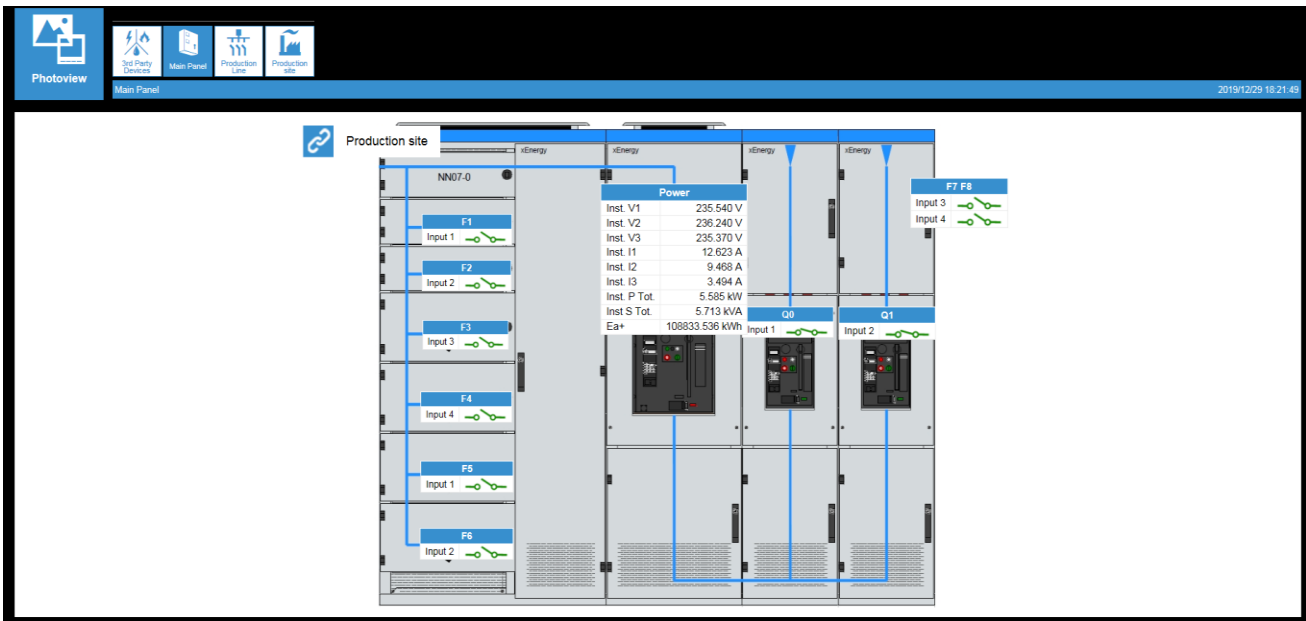 Photoview
3rd Party
Devices
Main Panel
Production
Line
Production
site
Main Panel
2019/12/29 18:21:49
Production site
xEnergy
xEnergy
xEnergy
xEnergy
NN07-0
F7 F8
Input 3
Input 4
Power
Inst. V1 235.540 V
Inst. V2 236.240 V
Inst. V3 235.370 V
Inst. I1 12.623 A
Inst. I2 9.468 A
Inst. I3 3.494 A
Inst. P Tot. 5.585 kW
Inst S Tot. 5.713 kVA
Ea+ 108833.536 kWh
F1
Input 1
F2
Input 2
F3
Input 3
F4
Input 4
F5
Input 1
F6
Input 2
Q0
Input 1
Q1
Input 2